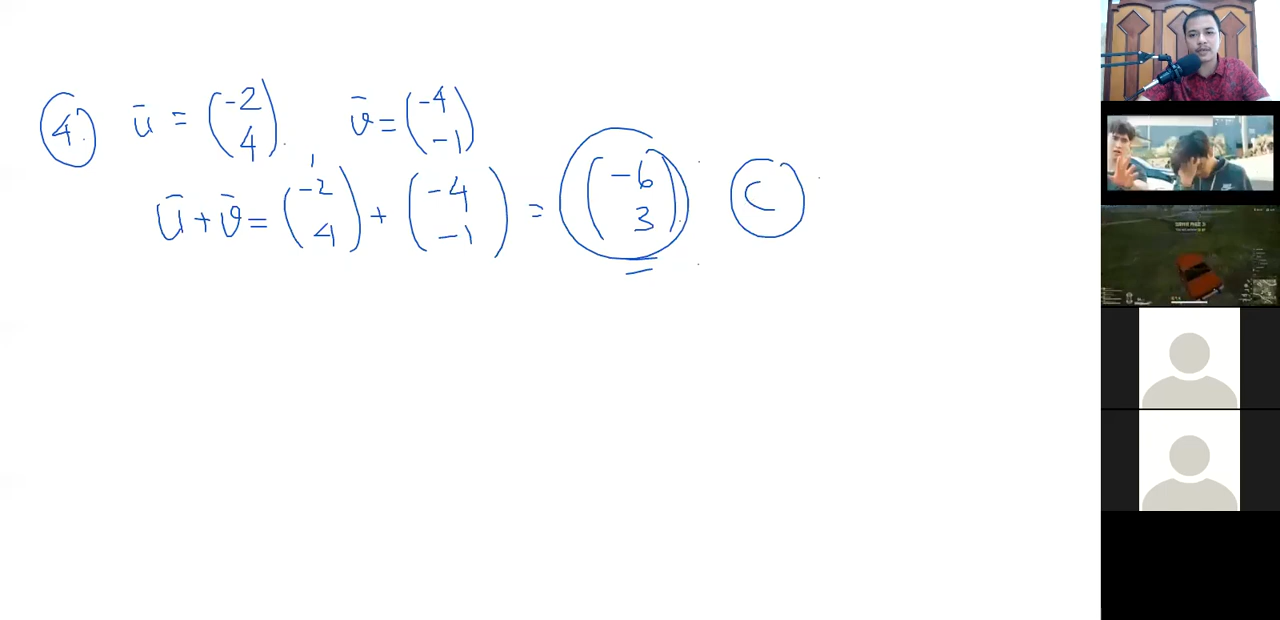 4. ū = (-2 4) v̄ = (-4 -1)
ū + v̄ = (-2 4) + (-4 -1) = (-6 3) C